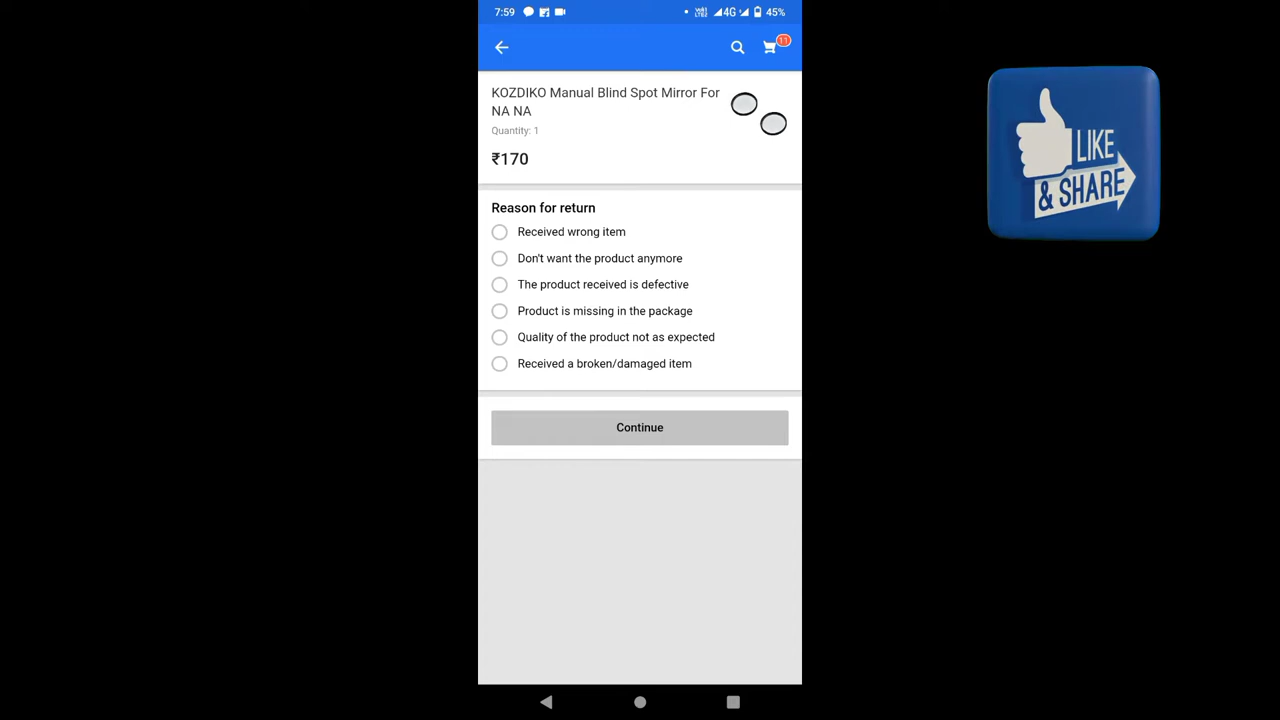 7:59
4G 45%
11
KOZDIKO Manual Blind Spot Mirror For
NA NA
Quantity: 1
₹170
Reason for return
Received wrong item
Don't want the product anymore
The product received is defective
Product is missing in the package
Quality of the product not as expected
Received a broken/damaged item
Continue
LIKE
& SHARE